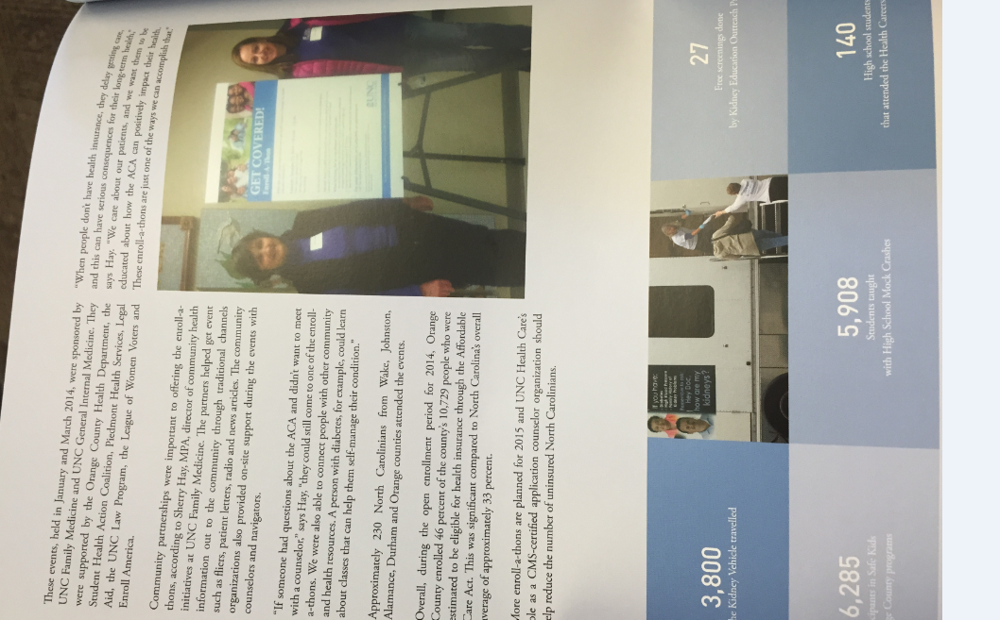 These events, held in January and March 2014, were sponsored by
UNC Family Medicine and UNC General Internal Medicine. They
were supported by the Orange County Health Department, the
Student Health Action Coalition, Piedmont Health Services, Legal
Aid, the UNC Law Program, the League of Women Voters and
Enroll America.
Community partnerships were important to offering the enroll-a-
thons, according to Sherry Hay, MPA, director of community health
initiatives at UNC Family Medicine. The partners helped get event
information out to the community through traditional channels
such as fliers, patient letters, radio and news articles. The community
organizations also provided on-site support during the events with
counselors and navigators.
"If someone had questions about the ACA and didn't want to meet
with a counselor," says Hay, "they could still come to one of the enroll-
a-thons. We were also able to connect people with other community
and health resources. A person with diabetes, for example, could learn
about classes that can help them self-manage their condition."
Approximately 230 North Carolinians from Wake, Johnston,
Alamance, Durham and Orange counties attended the events.
Overall, during the open enrollment period for 2014, Orange
County enrolled 46 percent of the county's 10,729 people who were
estimated to be eligible for health insurance through the Affordable
Care Act. This was significant compared to North Carolina's overall
average of approximately 33 percent.
More enroll-a-thons are planned for 2015 and UNC Health Care's
ole as a CMS-certified application counselor organization should
elp reduce the number of uninsured North Carolinians.
"When people don't have health insurance, they delay getting care,
and this can have serious consequences for their long-term health,"
says Hay. "We care about our patients, and we want them to be
educated about how the ACA can positively impact their health.
These enroll-a-thons are just one of the ways we can accomplish that."
GET COVERED!
Enroll-A-Thon
UNC
3,800
he Kidney Vehicle travelled
If you have:
Hey Doc,
how are my
kidneys?
27
Free screenings done
by Kidney Education Outreach P
6,285
ipants in Safe Kids
ge County programs
5,908
Students taught
with High School Mock Crashes
140
High school students
that attended the Health Careers